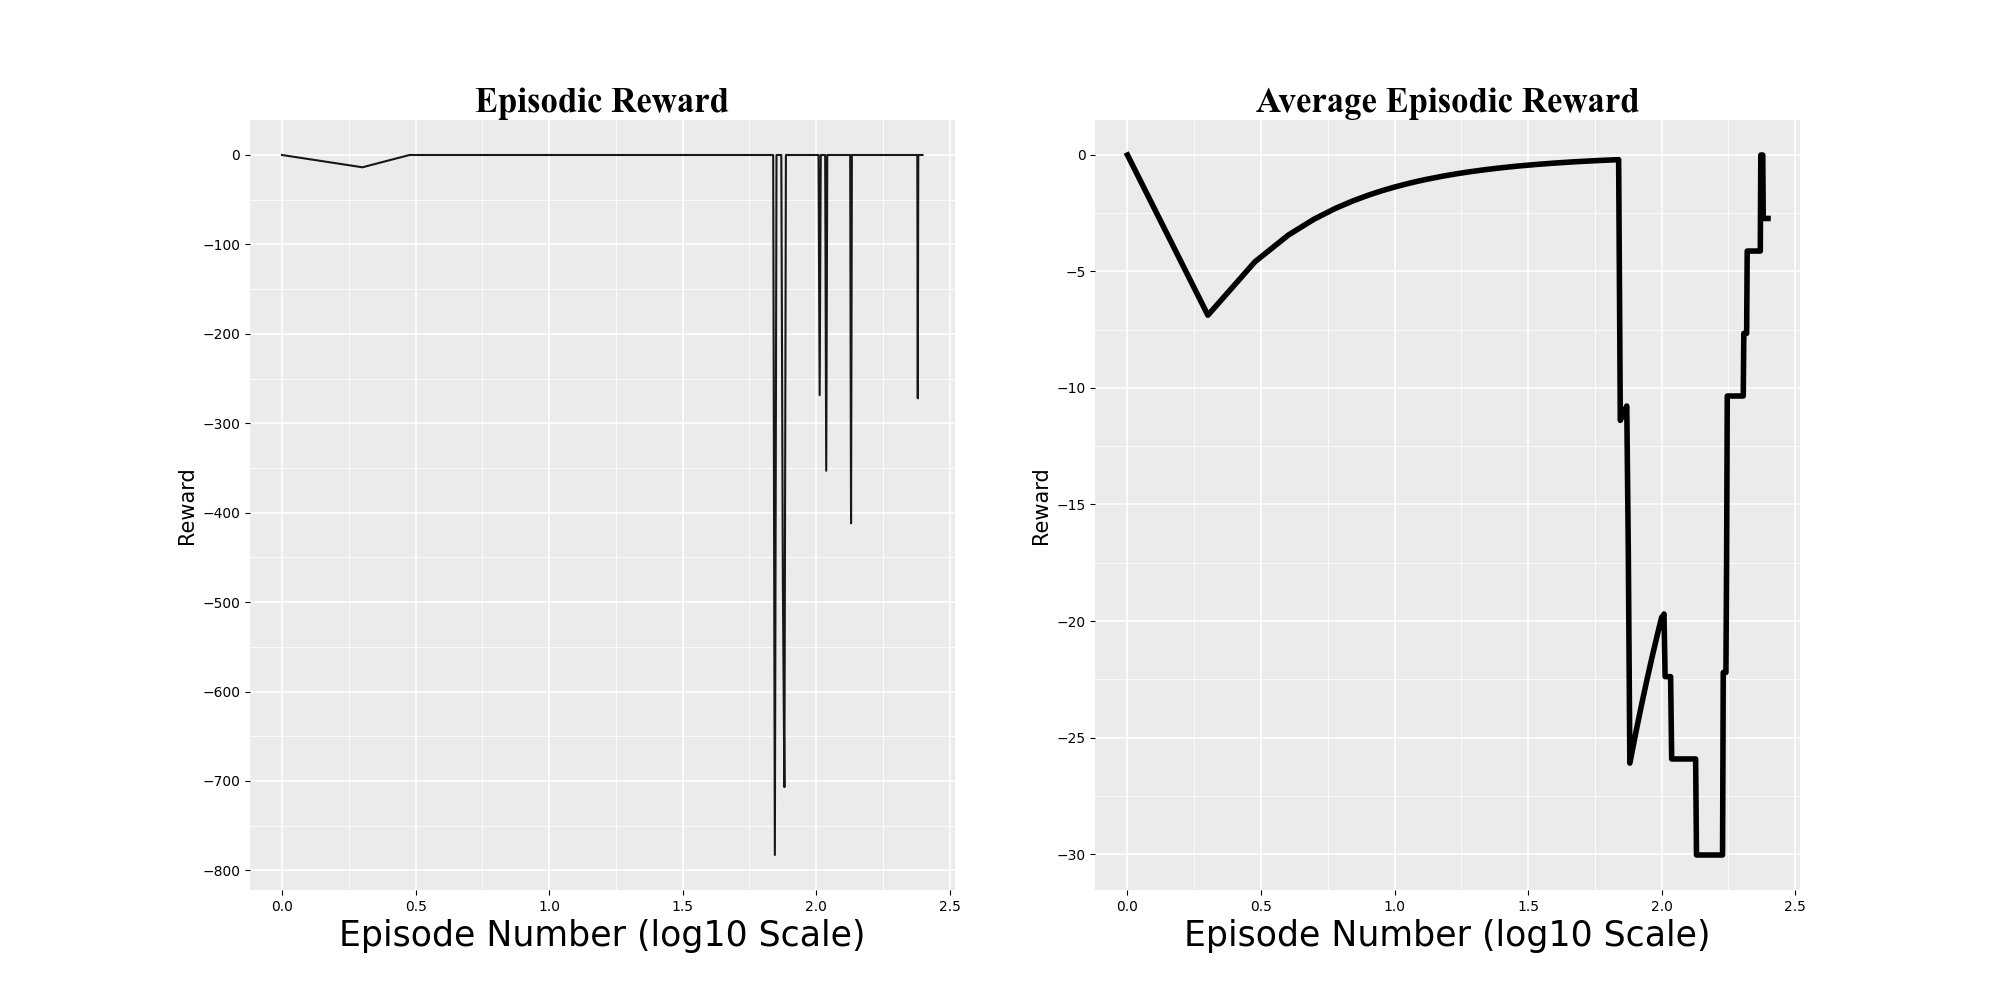 Episodic Reward
0
−100
−200
−300
−400
−500
−600
−700
−800
Reward
0.0 0.5 1.0 1.5 2.0 2.5
Episode Number (log10 Scale)
Average Episodic Reward
0
−5
−10
−15
−20
−25
−30
Reward
0.0 0.5 1.0 1.5 2.0 2.5
Episode Number (log10 Scale)